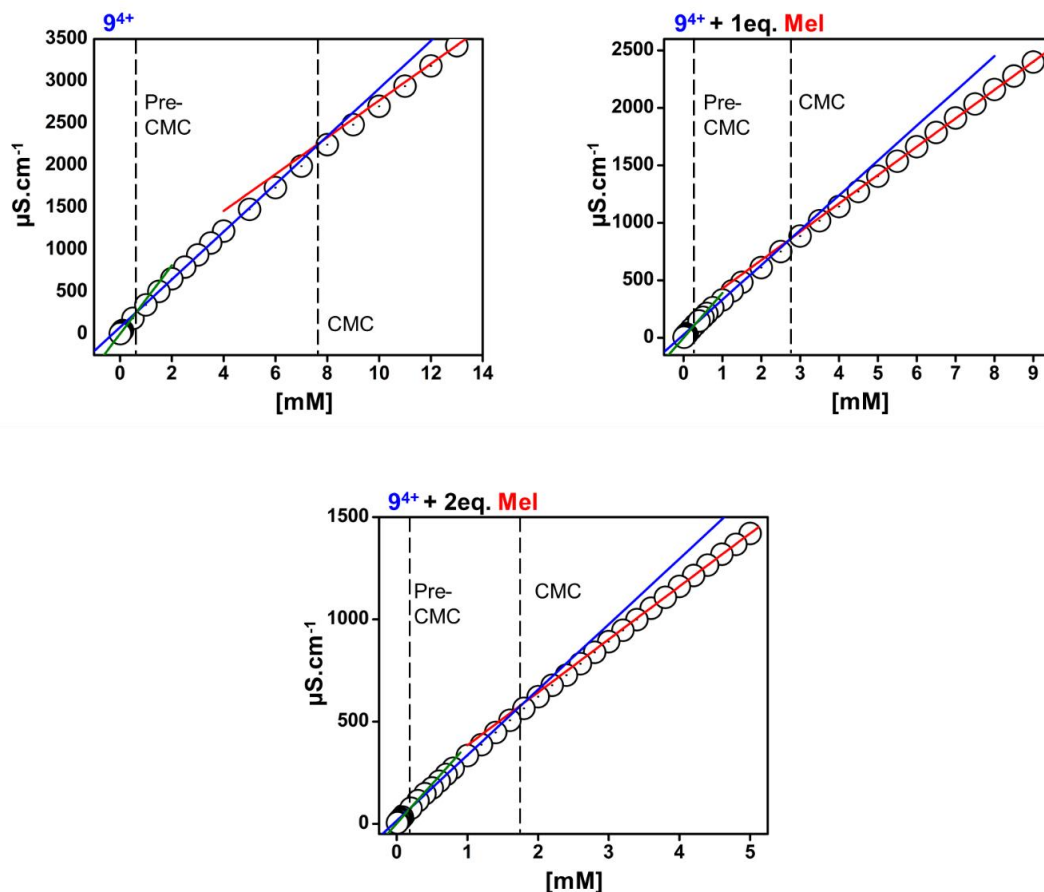 9⁴⁺
3500
3000
2500
2000
1500
1000
500
0
µS.cm⁻¹
Pre-
CMC
CMC
0 2 4 6 8 10 12 14
[mM]
9⁴⁺ + 1eq. Mel
2500
2000
1500
1000
500
0
µS.cm⁻¹
Pre-
CMC
CMC
0 1 2 3 4 5 6 7 8 9
[mM]
9⁴⁺ + 2eq. Mel
1500
1000
500
0
µS.cm⁻¹
Pre-
CMC
CMC
0 1 2 3 4 5
[mM]